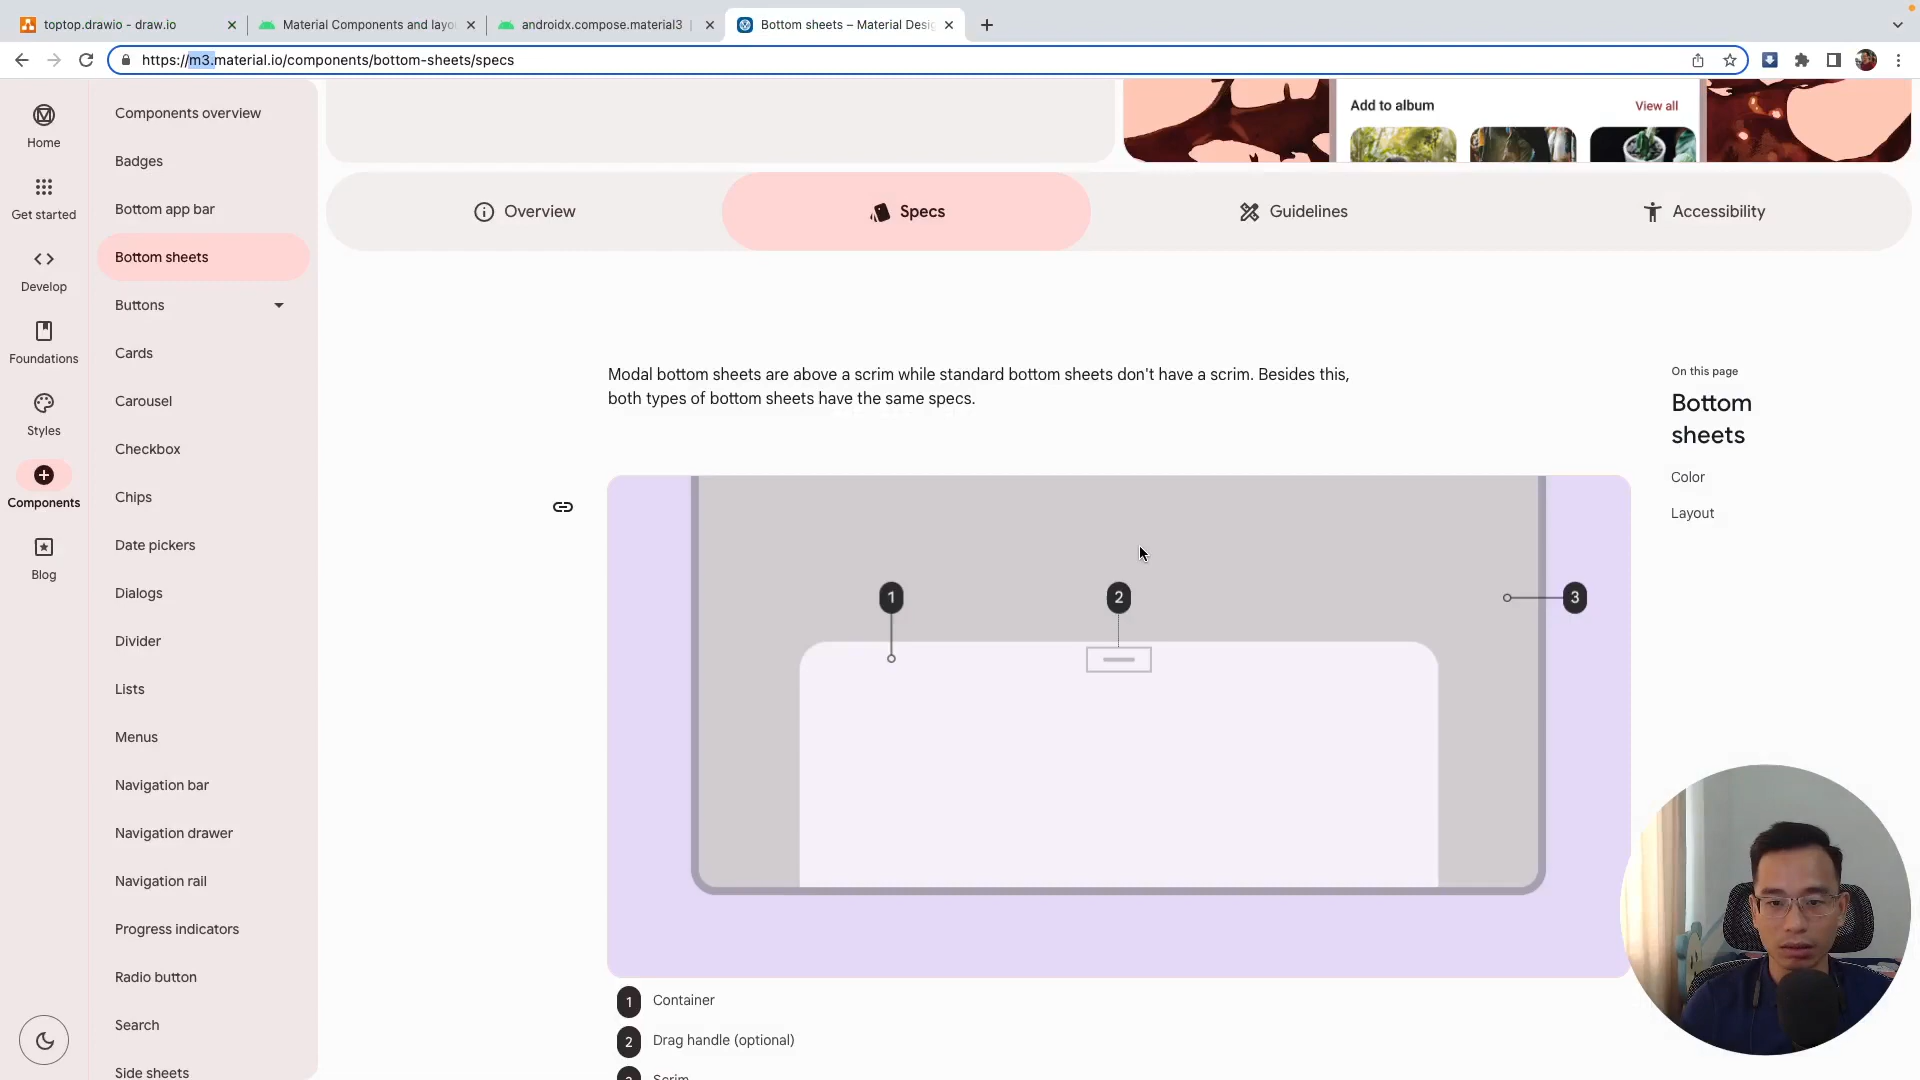 toptop.drawio - draw.io
Material Components and layou
androidx.compose.material3
Bottom sheets – Material Desig
https://m3.material.io/components/bottom-sheets/specs
Home
Get started
Develop
Foundations
Styles
Components
Blog
Components overview
Badges
Bottom app bar
Bottom sheets
Buttons
Cards
Carousel
Checkbox
Chips
Date pickers
Dialogs
Divider
Lists
Menus
Navigation bar
Navigation drawer
Navigation rail
Progress indicators
Radio button
Search
Side sheets
Add to album
View all
Overview
Specs
Guidelines
Accessibility
Modal bottom sheets are above a scrim while standard bottom sheets don't have a scrim. Besides this,
both types of bottom sheets have the same specs.
1
2
3
1 Container
2 Drag handle (optional)
3 Scrim
On this page
Bottom
sheets
Color
Layout